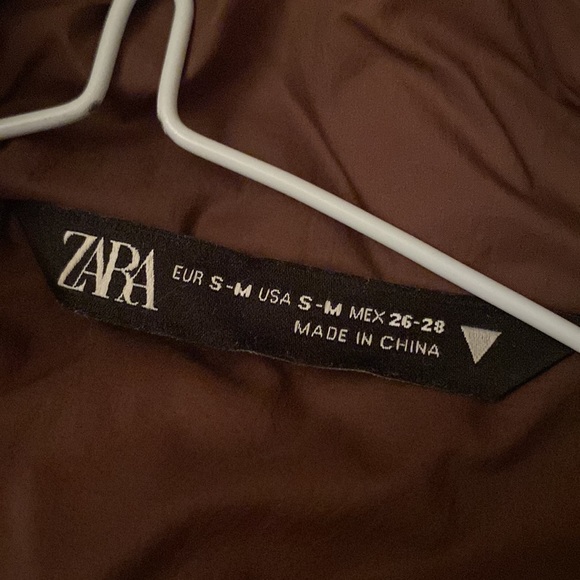 ZARA
EUR S-M USA S-M MEX 26-28
MADE IN CHINA